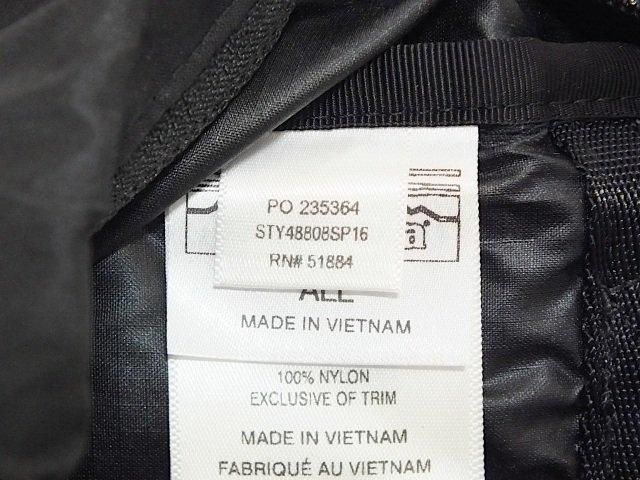 PO 235364
STY48808SP16
RN# 51884
ALL
MADE IN VIETNAM
100% NYLON
EXCLUSIVE OF TRIM
MADE IN VIETNAM
FABRIQUÉ AU VIETNAM